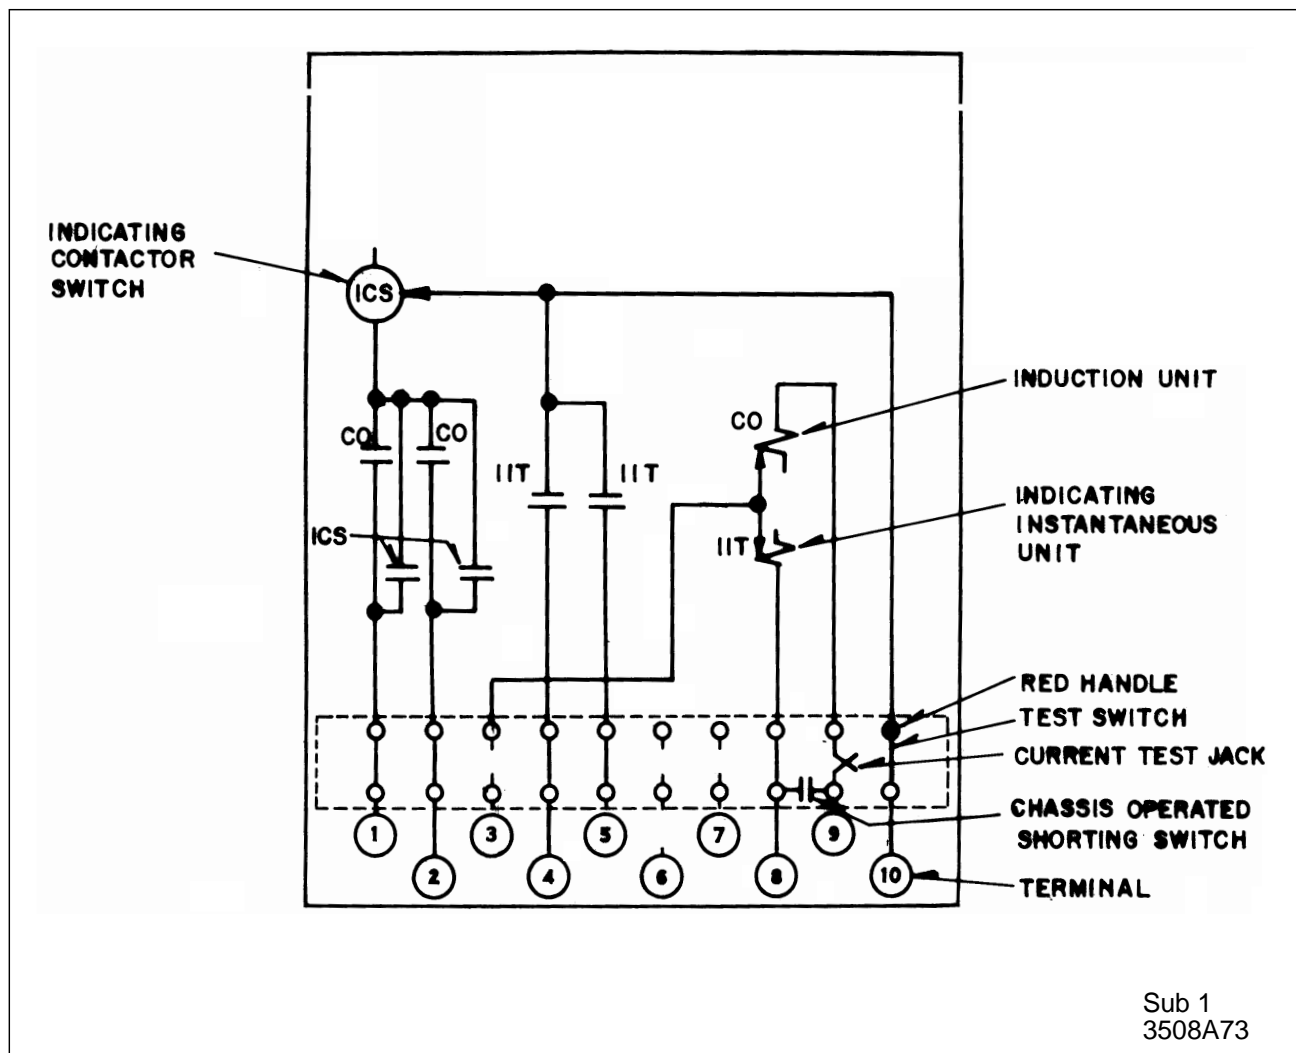 INDICATING
CONTACTOR
SWITCH
ICS
CO
CO
IIT
IIT
ICS
CO
IIT
INDUCTION UNIT
INDICATING
INSTANTANEOUS
UNIT
RED HANDLE
TEST SWITCH
CURRENT TEST JACK
CHASSIS OPERATED
SHORTING SWITCH
TERMINAL
1
2
3
4
5
6
7
8
9
10
Sub 1
3508A73